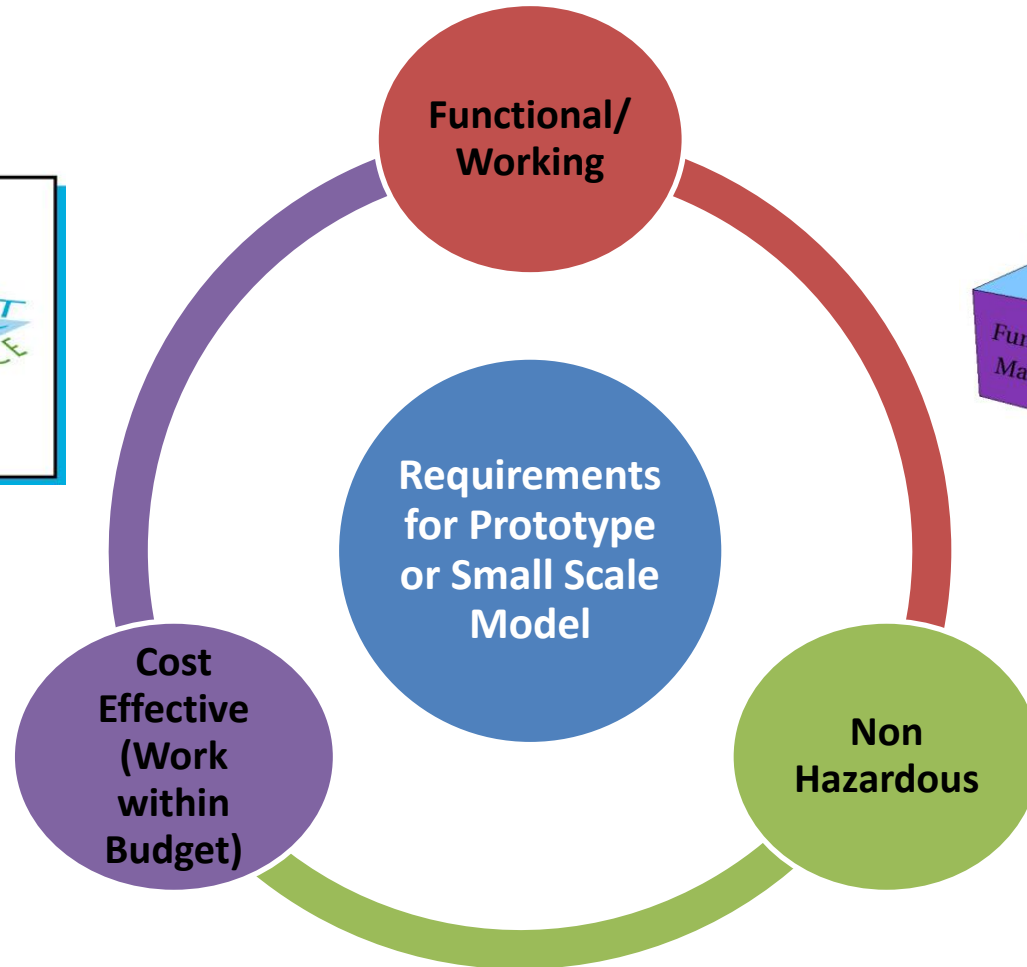 Functional/
Working
Requirements
for Prototype
or Small Scale
Model
Cost
Effective
(Work
within
Budget)
Non
Hazardous